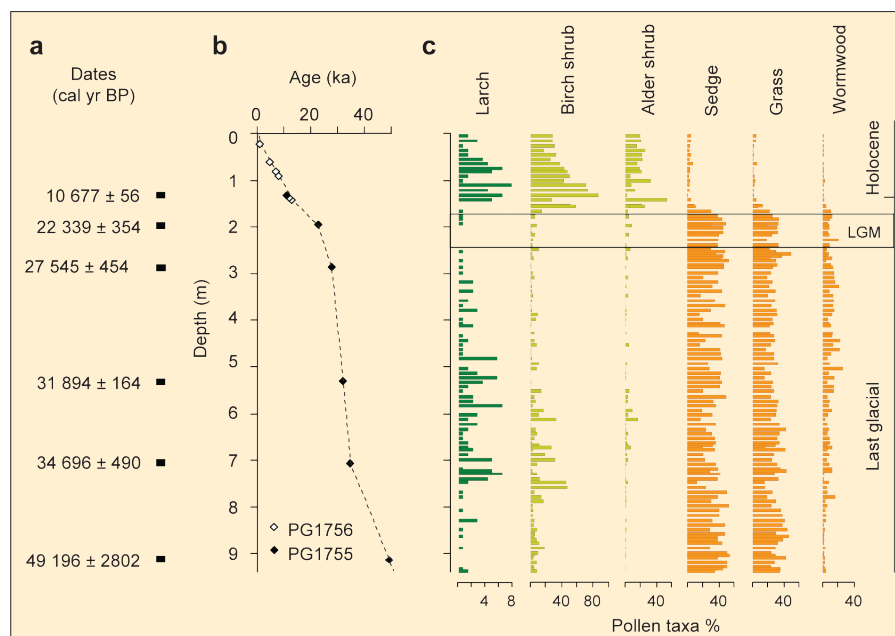 a
Dates
(cal yr BP)
10 677 ± 56
22 339 ± 354
27 545 ± 454
31 894 ± 164
34 696 ± 490
49 196 ± 2802
b
Age (ka)
0 20 40
Depth (m)
0
1
2
3
4
5
6
7
8
9
PG1756
PG1755
c
Larch
Birch shrub
Alder shrub
Sedge
Grass
Wormwood
Holocene
LGM
Last glacial
4 8 40 80 40 40 40 40
Pollen taxa %